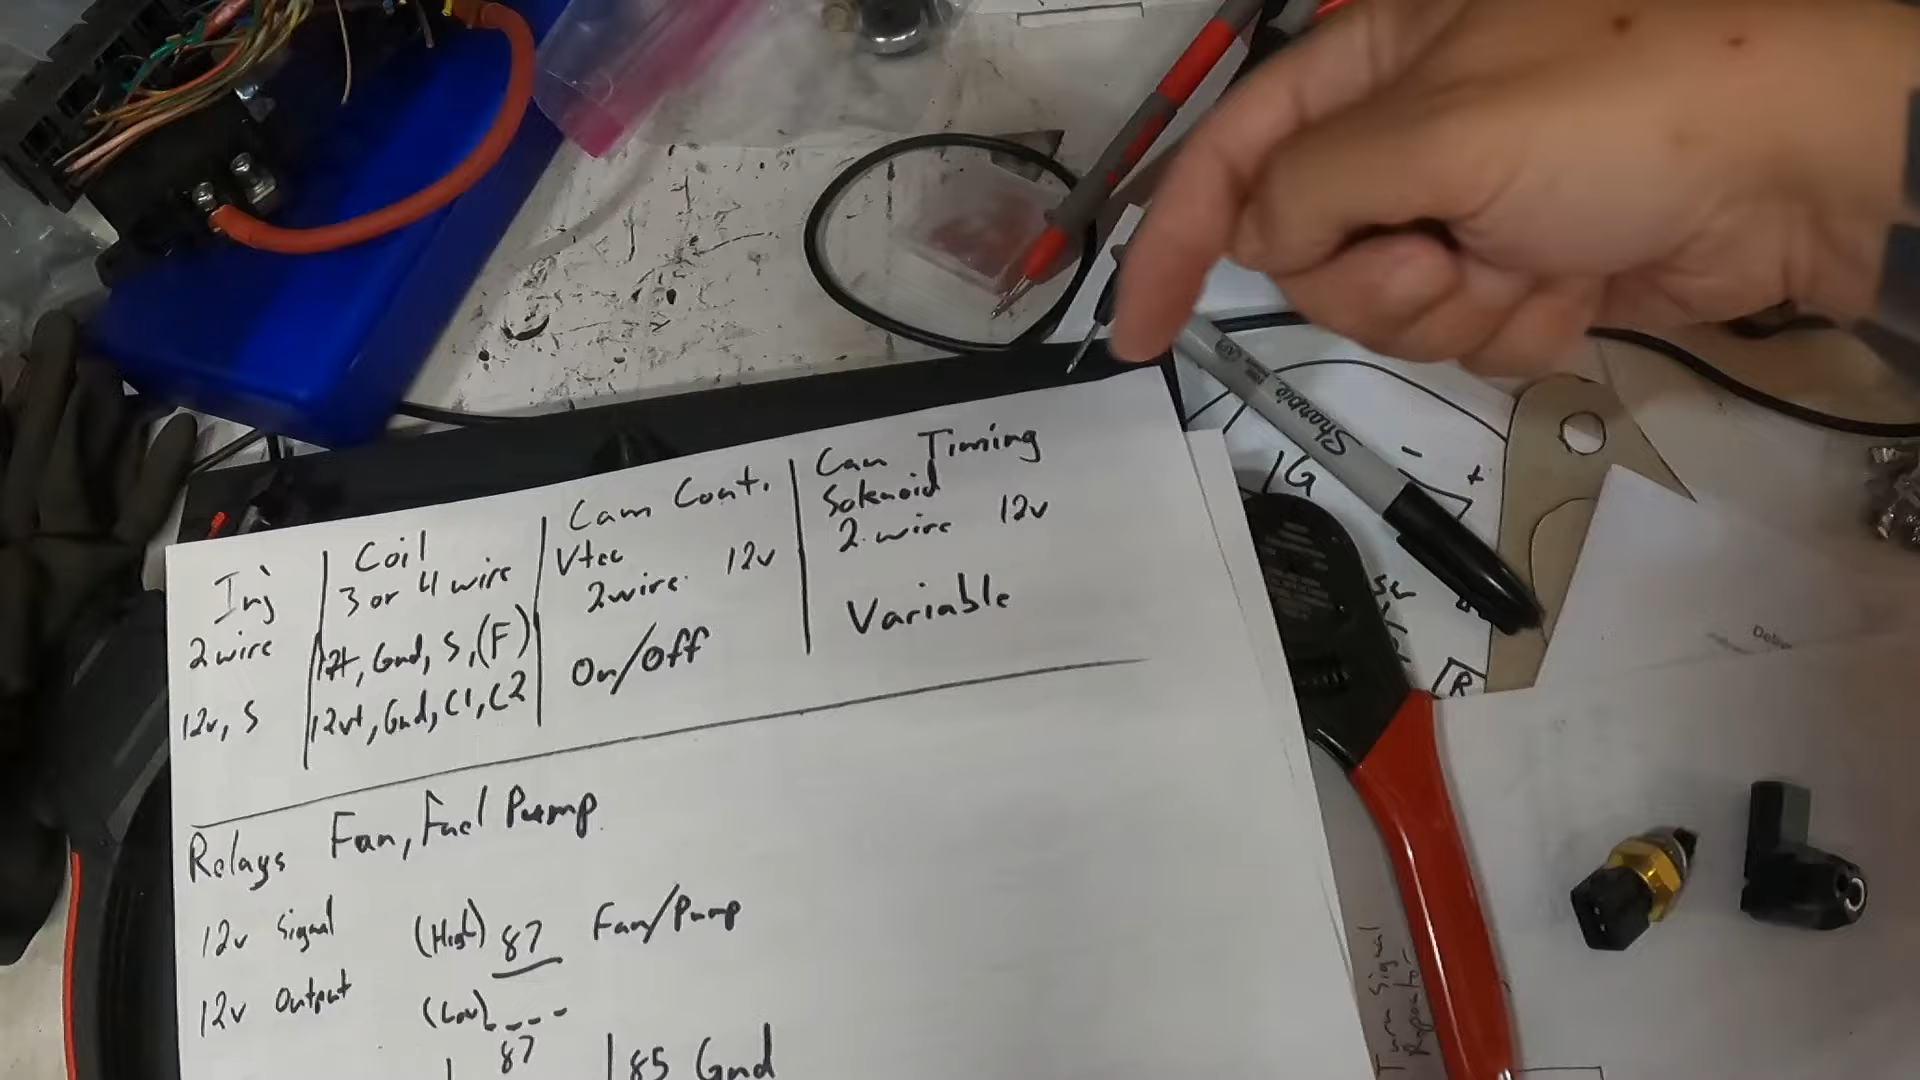 Inj
2 wire
12v, S
Coil
3 or 4 wire
12+, Gnd, S, (F)
12v+, Gnd, C1, C2
Cam Cont.
Vtec
2 wire 12v
On/Off
Cam Timing
Solenoid
2 wire 12v
Variable
Relays Fan, Fuel Pump
12v Signal (High) 87 Fan/Pump
12v Output (Low)
87 85 Gnd
Sharpie
G
- +
R
Turn Signal